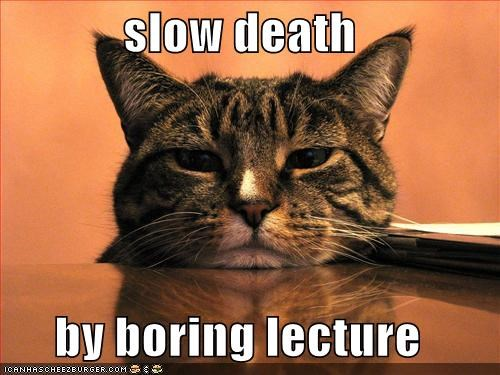 slow death
by boring lecture
ICANHASCHEEZBURGER.COM